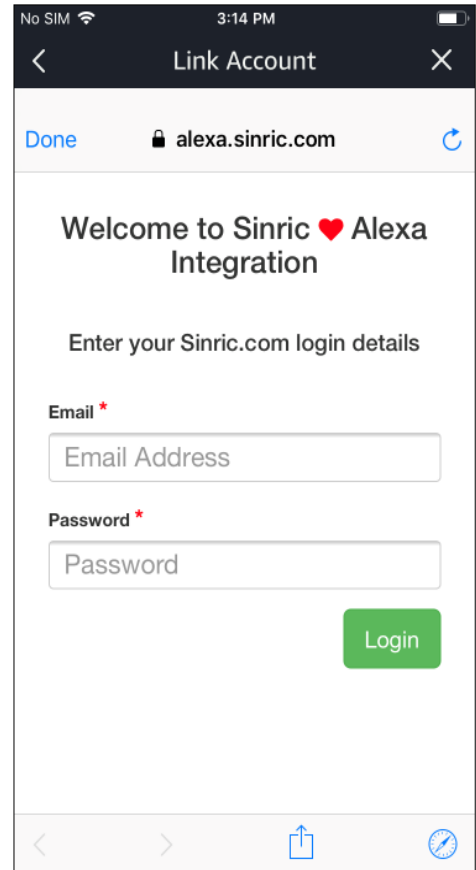 No SIM 3:14 PM
Link Account
Done alexa.sinric.com
Welcome to Sinric ❤ Alexa
Integration
Enter your Sinric.com login details
Email *
Email Address
Password *
Password
Login